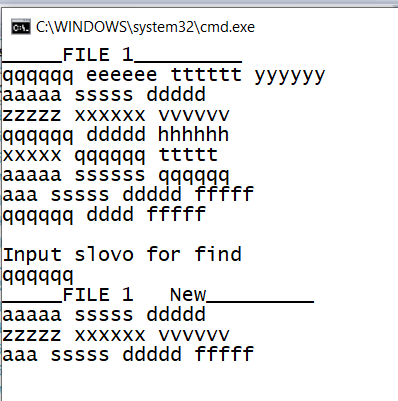 C:\WINDOWS\system32\cmd.exe
_____FILE 1_________
qqqqqq eeeeee tttttt yyyyyy
aaaaa sssss ddddd
zzzzz xxxxxx vvvvvv
qqqqqq ddddd hhhhhh
xxxxx qqqqqq ttttt
aaaaa ssssss qqqqqq
aaa sssss ddddd fffff
qqqqqq dddd fffff
Input slovo for find
qqqqqq
_____FILE 1   New_________
aaaaa sssss ddddd
zzzzz xxxxxx vvvvvv
aaa sssss ddddd fffff